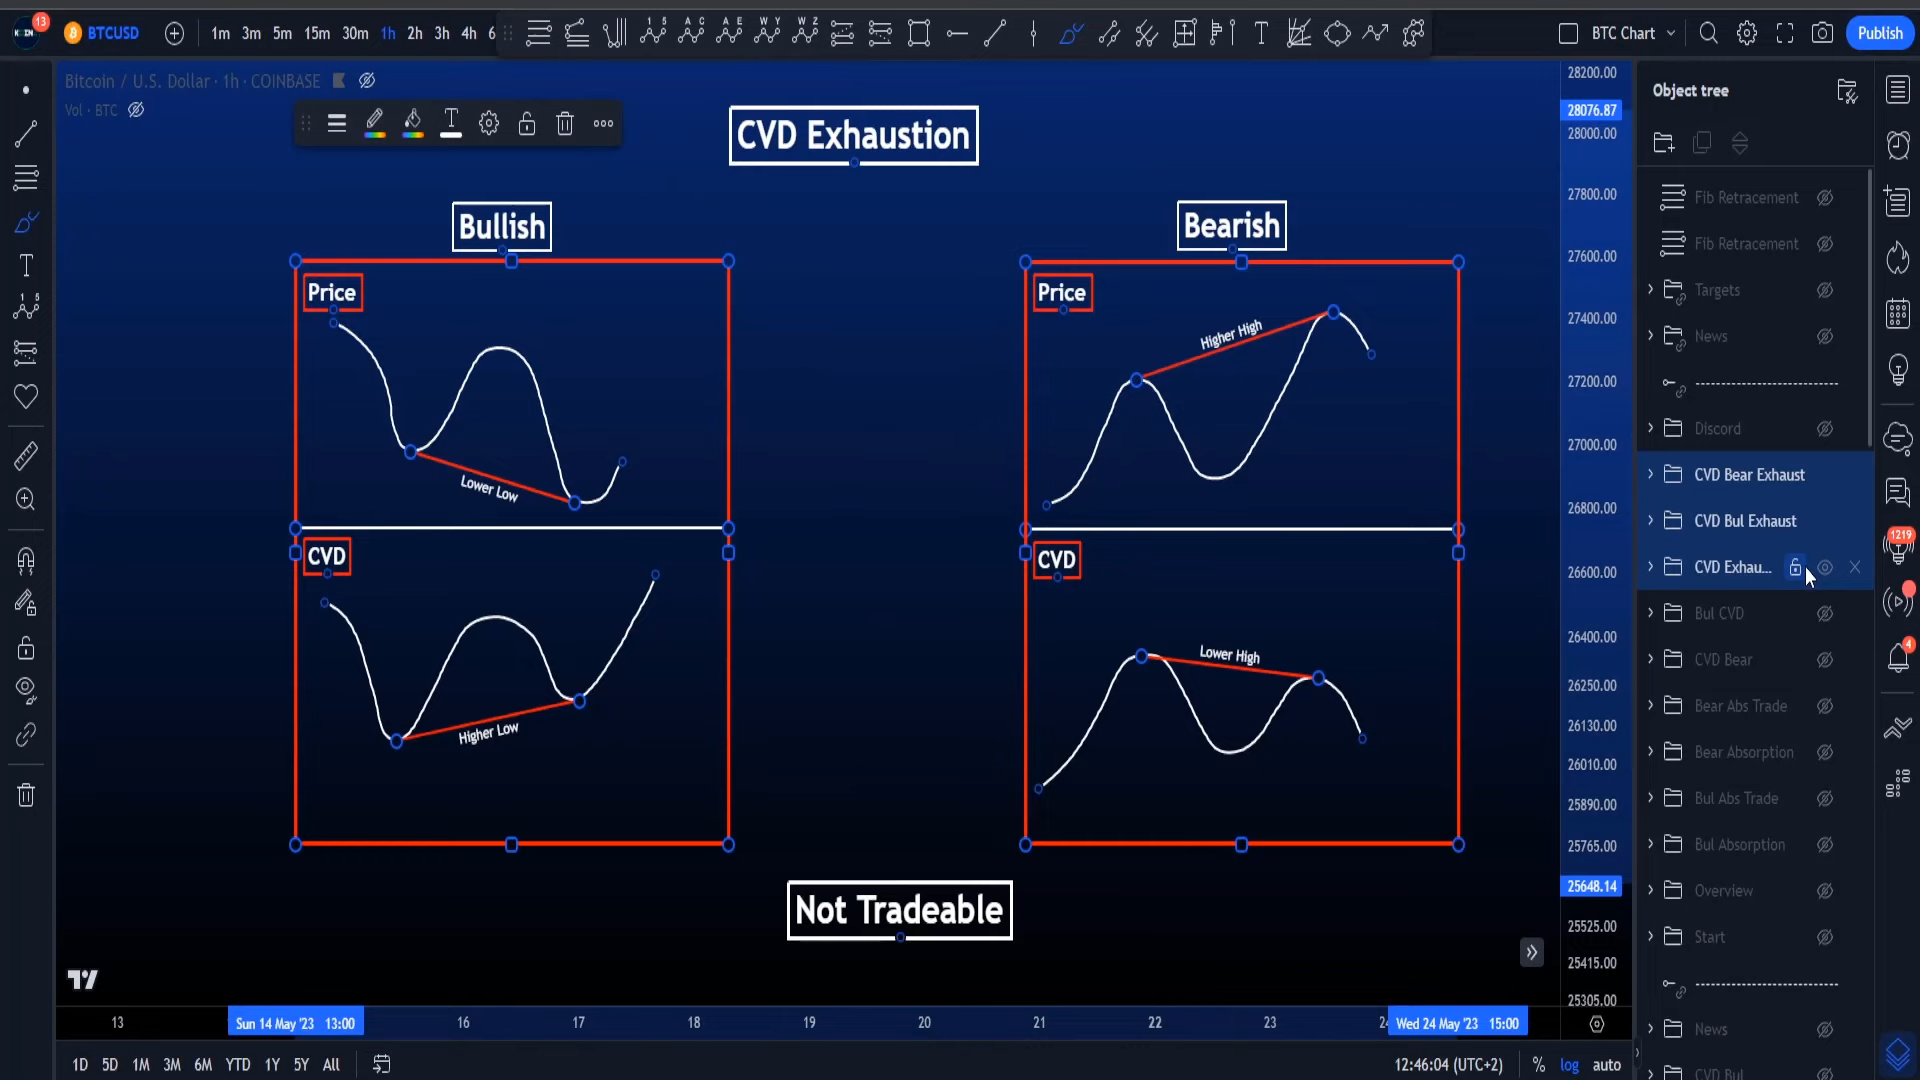 13
BTCUSD
1m 3m 5m 15m 30m 1h 2h 3h 4h 6
BTC Chart
Publish
Bitcoin / U.S. Dollar · 1h · COINBASE
Vol · BTC
CVD Exhaustion
Bullish
Bearish
Price
Lower Low
CVD
Higher Low
Price
Higher High
CVD
Lower High
Not Tradeable
28200.00
28076.87
28000.00
27800.00
27600.00
27400.00
27200.00
27000.00
26800.00
26600.00
26400.00
26250.00
26130.00
26010.00
25890.00
25765.00
25648.14
25525.00
25415.00
25305.00
13
Sun 14 May '23 13:00
16
17
18
19
20
21
22
23
24
Wed 24 May '23 15:00
1D 5D 1M 3M 6M YTD 1Y 5Y All
12:46:04 (UTC+2)
%
log
auto
Object tree
Fib Retracement
Fib Retracement
Targets
News
Discord
CVD Bear Exhaust
CVD Bul Exhaust
CVD Exhau...
Bul CVD
CVD Bear
Bear Abs Trade
Bear Absorption
Bul Abs Trade
Bul Absorption
Overview
Start
News
CVD Bul
1219
4